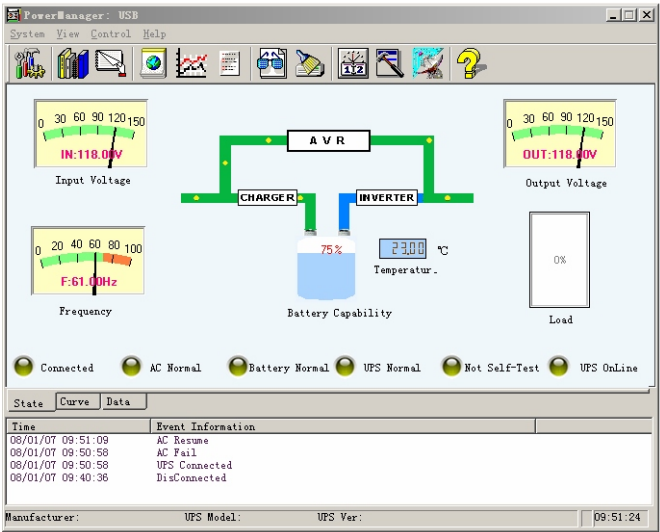 PowerManager: USB
System View Control Help
0 30 60 90 120 150
IN:118.00V
Input Voltage
A V R
0 30 60 90 120 150
OUT:118.00V
Output Voltage
CHARGER
INVERTER
0 20 40 60 80 100
F:61.00Hz
Frequency
75%
Battery Capability
23.00 ℃
Temperatur.
0%
Load
Connected AC Normal Battery Normal UPS Normal Not Self-Test UPS OnLine
State Curve Data
Time Event Information
08/01/07 09:51:09 AC Resume
08/01/07 09:50:58 AC Fail
08/01/07 09:50:58 UPS Connected
08/01/07 09:40:36 DisConnected
Manufacturer: UPS Model: UPS Ver: 09:51:24